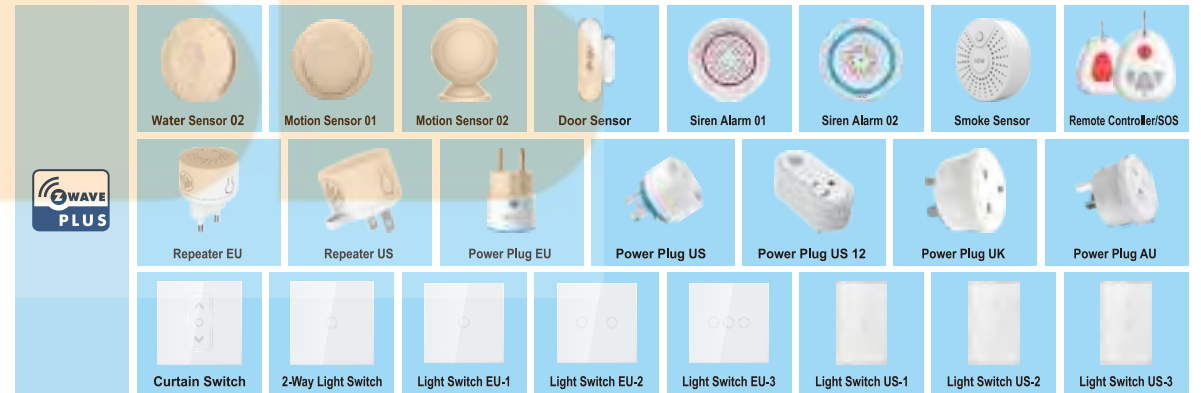 Water Sensor 02
Motion Sensor 01
Motion Sensor 02
Door Sensor
Siren Alarm 01
Siren Alarm 02
Smoke Sensor
Remote Controller/SOS
Z WAVE
PLUS
Repeater EU
Repeater US
Power Plug EU
Power Plug US
Power Plug US 12
Power Plug UK
Power Plug AU
Curtain Switch
2-Way Light Switch
Light Switch EU-1
Light Switch EU-2
Light Switch EU-3
Light Switch US-1
Light Switch US-2
Light Switch US-3